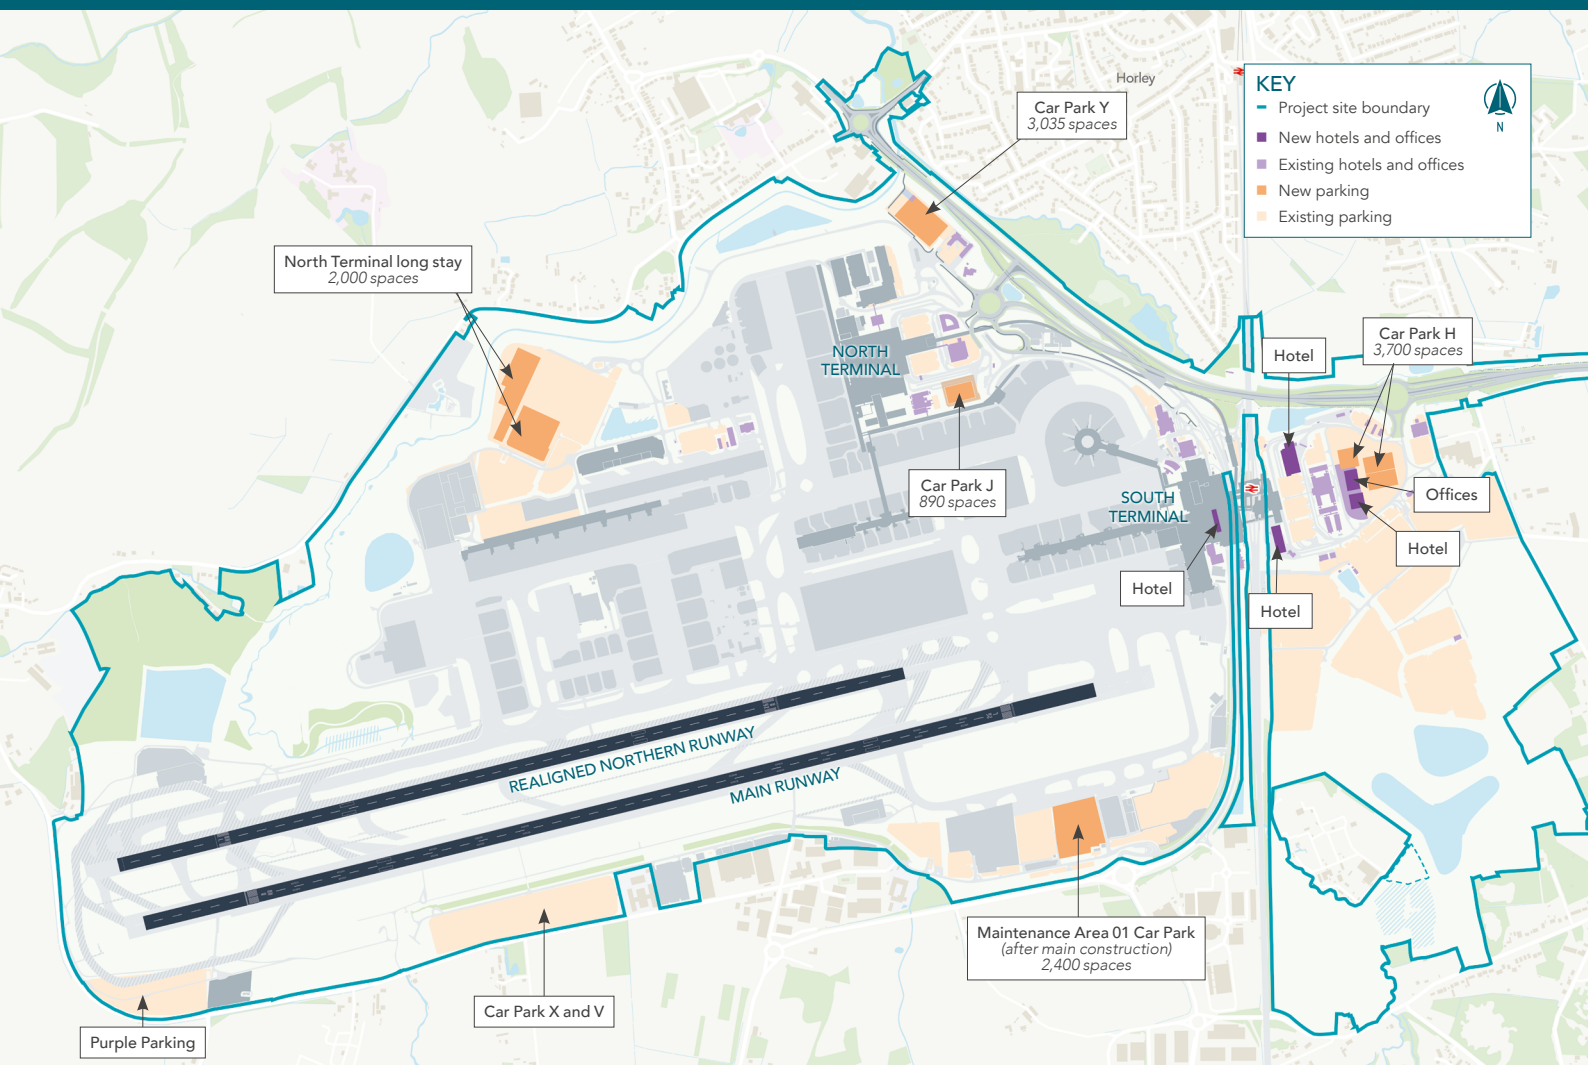 Horley
KEY
Project site boundary
New hotels and offices
Existing hotels and offices
New parking
Existing parking
N
Car Park Y
3,035 spaces
North Terminal long stay
2,000 spaces
NORTH
TERMINAL
Hotel
Car Park H
3,700 spaces
Car Park J
890 spaces
SOUTH
TERMINAL
Offices
Hotel
Hotel
Hotel
REALIGNED NORTHERN RUNWAY
MAIN RUNWAY
Maintenance Area 01 Car Park
(after main construction)
2,400 spaces
Car Park X and V
Purple Parking